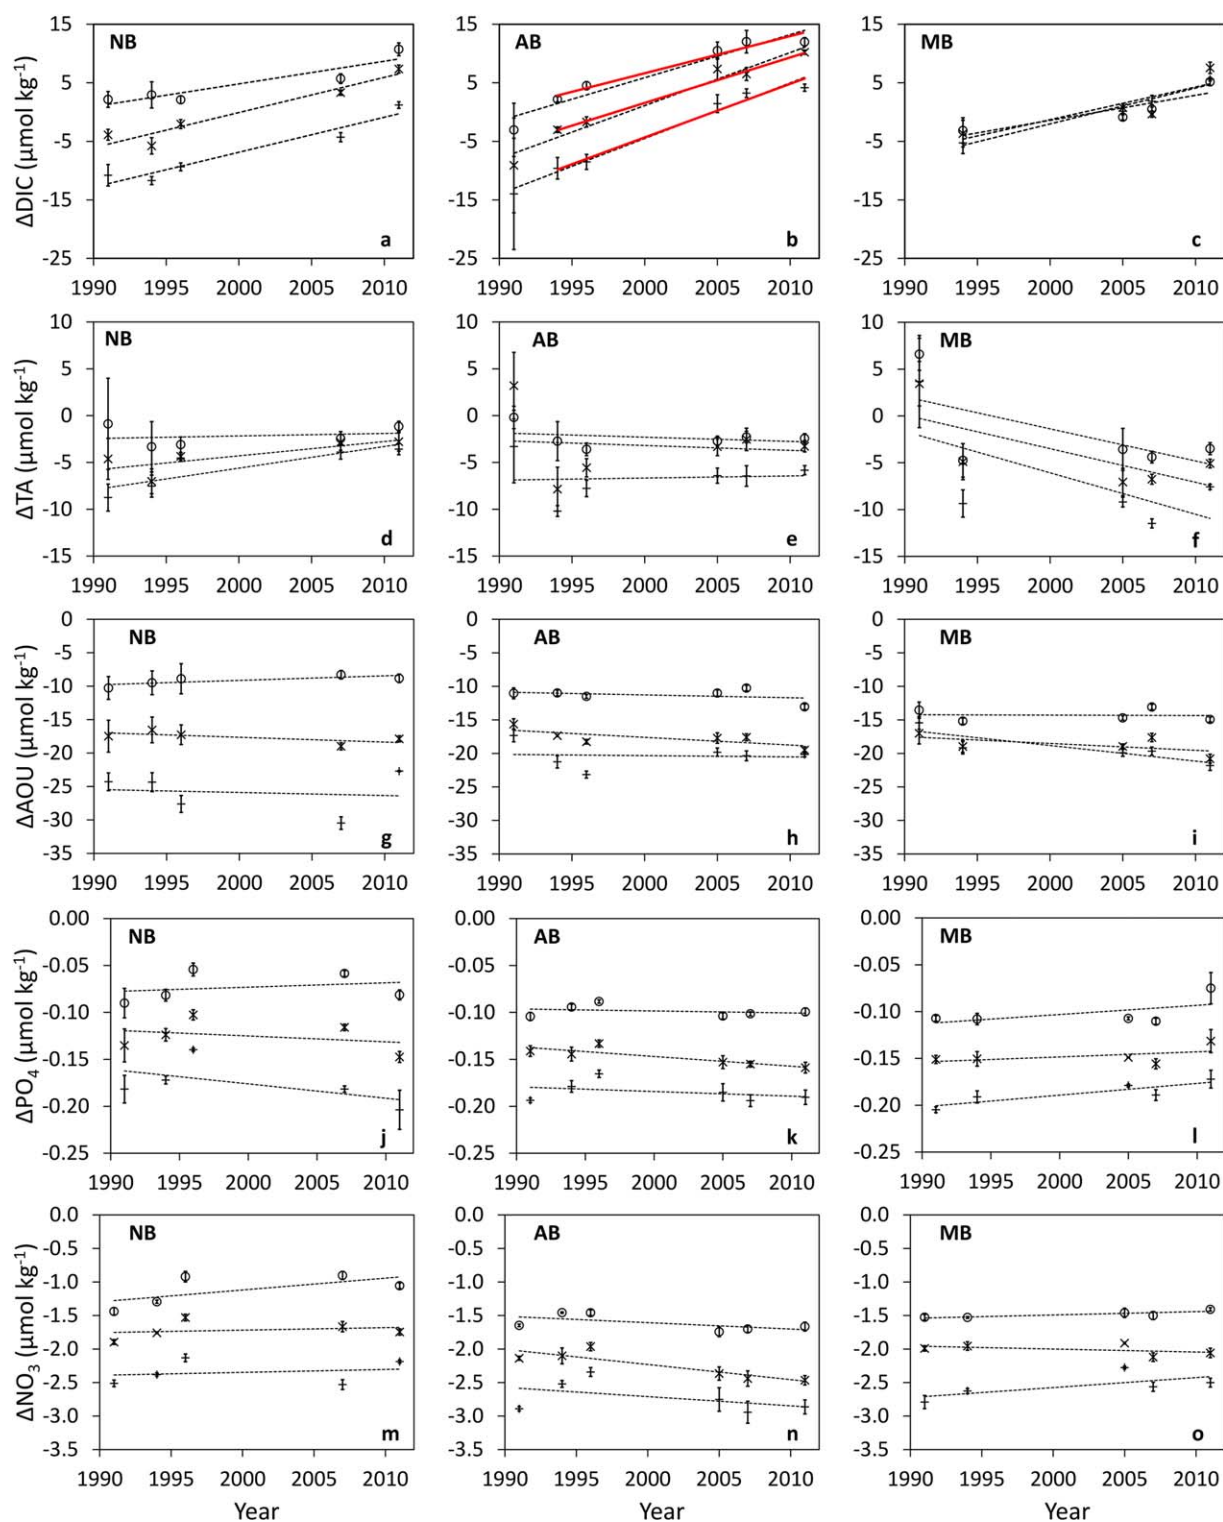 15 NB 15 AB 15 MB
5 5 5
-5 -5 -5
-15 -15 -15
-25 a -25 b -25 c
ΔDIC (µmol kg-1)
1990 1995 2000 2005 2010 1990 1995 2000 2005 2010 1990 1995 2000 2005 2010
10 NB 10 AB 10 MB
5 5 5
0 0 0
-5 -5 -5
-10 -10 -10
-15 d -15 e -15 f
ΔTA (µmol kg-1)
1990 1995 2000 2005 2010 1990 1995 2000 2005 2010 1990 1995 2000 2005 2010
0 NB 0 AB 0 MB
-5 -5 -5
-10 -10 -10
-15 -15 -15
-20 -20 -20
-25 -25 -25
-30 -30 -30
-35 g -35 h -35 i
ΔAOU (µmol kg-1)
1990 1995 2000 2005 2010 1990 1995 2000 2005 2010 1990 1995 2000 2005 2010
0.00 NB 0.00 AB 0.00 MB
-0.05 -0.05 -0.05
-0.10 -0.10 -0.10
-0.15 -0.15 -0.15
-0.20 -0.20 -0.20
-0.25 j -0.25 k -0.25 l
ΔPO4 (µmol kg-1)
1990 1995 2000 2005 2010 1990 1995 2000 2005 2010 1990 1995 2000 2005 2010
0.0 NB 0.0 AB 0.0 MB
-0.5 -0.5 -0.5
-1.0 -1.0 -1.0
-1.5 -1.5 -1.5
-2.0 -2.0 -2.0
-2.5 -2.5 -2.5
-3.0 -3.0 -3.0
-3.5 m -3.5 n -3.5 o
ΔNO3 (µmol kg-1)
1990 1995 2000 2005 2010 1990 1995 2000 2005 2010 1990 1995 2000 2005 2010
Year Year Year